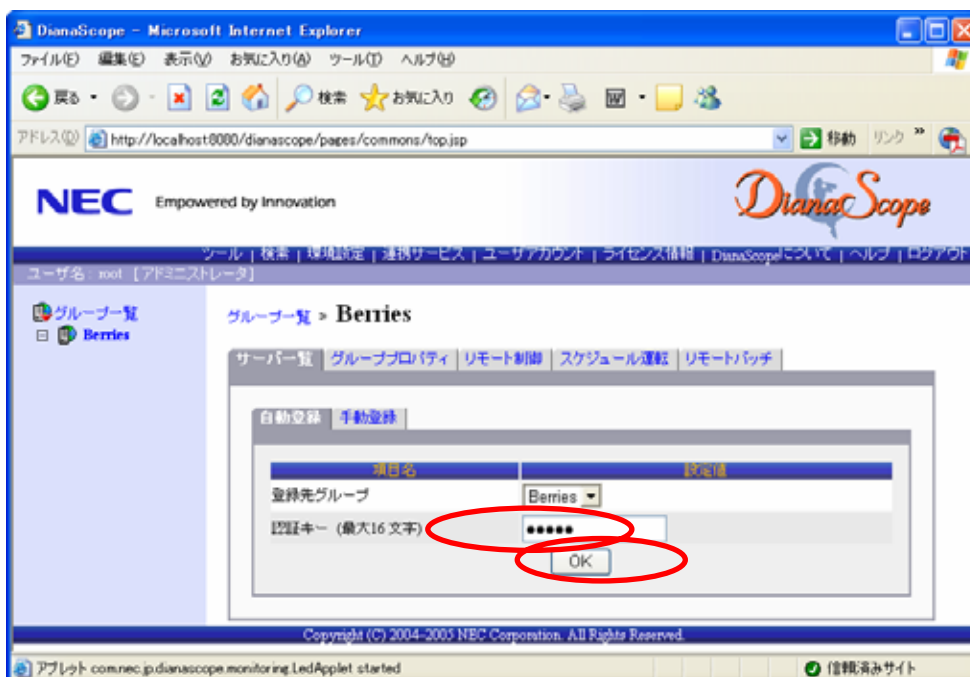 DianaScope - Microsoft Internet Explorer
ファイル(F) 編集(E) 表示(V) お気に入り(A) ツール(T) ヘルプ(H)
戻る 検索 お気に入り
アドレス(D) http://localhost:8080/dianascope/pages/commons/top.jsp 移動 リンク »
NEC Empowered by Innovation DianaScope
ツール | 検索 | 環境設定 | 連携サービス | ユーザアカウント | ライセンス情報 | DianaScopeについて | ヘルプ | ログアウト
ユーザ名 : root [アドミニストレータ]
グループ一覧
Berries
グループ一覧 » Berries
サーバ一覧 グループプロパティ リモート制御 スケジュール運転 リモートバッチ
自動登録 手動登録
項目名 設定値
登録先グループ Berries
認証キー (最大16 文字) •••••
OK
Copyright (C) 2004-2005 NEC Corporation. All Rights Reserved.
アプレット com.nec.jp.dianascope.monitoring.LedApplet started 信頼済みサイト